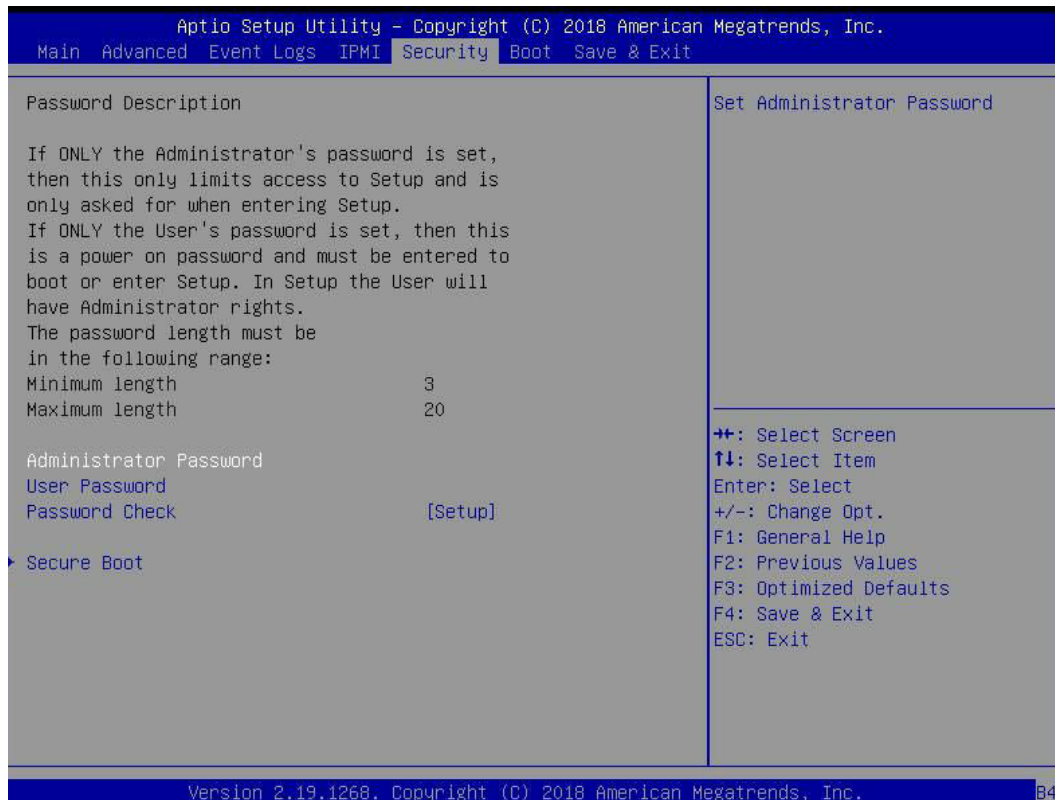 Aptio Setup Utility – Copyright (C) 2018 American Megatrends, Inc.
Main Advanced Event Logs IPMI Security Boot Save & Exit
Password Description
If ONLY the Administrator's password is set,
then this only limits access to Setup and is
only asked for when entering Setup.
If ONLY the User's password is set, then this
is a power on password and must be entered to
boot or enter Setup. In Setup the User will
have Administrator rights.
The password length must be
in the following range:
Minimum length 3
Maximum length 20
Administrator Password
User Password
Password Check [Setup]
Secure Boot
Set Administrator Password
→←: Select Screen
↑↓: Select Item
Enter: Select
+/-: Change Opt.
F1: General Help
F2: Previous Values
F3: Optimized Defaults
F4: Save & Exit
ESC: Exit
Version 2.19.1268. Copyright (C) 2018 American Megatrends, Inc.
B4